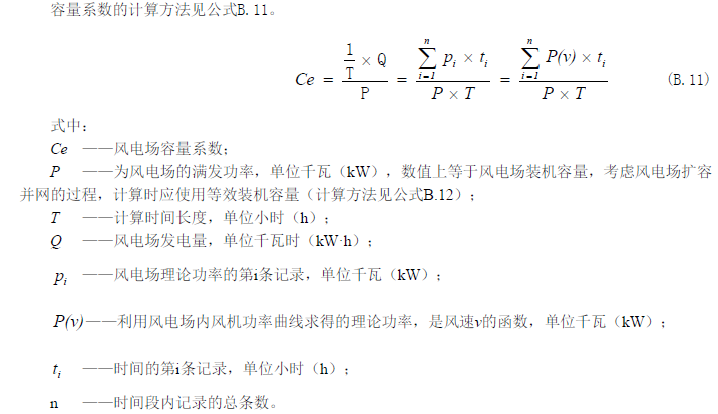 容量系数的计算方法见公式B.11。
Ce = \frac{\frac{1}{T} × Q}{P} = \frac{\sum_{i=1}^{n} p_i × t_i}{P × T} = \frac{\sum_{i=1}^{n} P(v) × t_i}{P × T} (B.11)
式中：
Ce ——风电场容量系数；
P ——为风电场的满发功率，单位千瓦（kW），数值上等于风电场装机容量，考虑风电场扩容
并网的过程，计算时应使用等效装机容量（计算方法见公式B.12）；
T ——计算时间长度，单位小时（h）；
Q ——风电场发电量，单位千瓦时（kW·h）；
p_i ——风电场理论功率的第i条记录，单位千瓦（kW）；
P(v)——利用风电场内风机功率曲线求得的理论功率，是风速v的函数，单位千瓦（kW）；
t_i ——时间的第i条记录，单位小时（h）；
n ——时间段内记录的总条数。